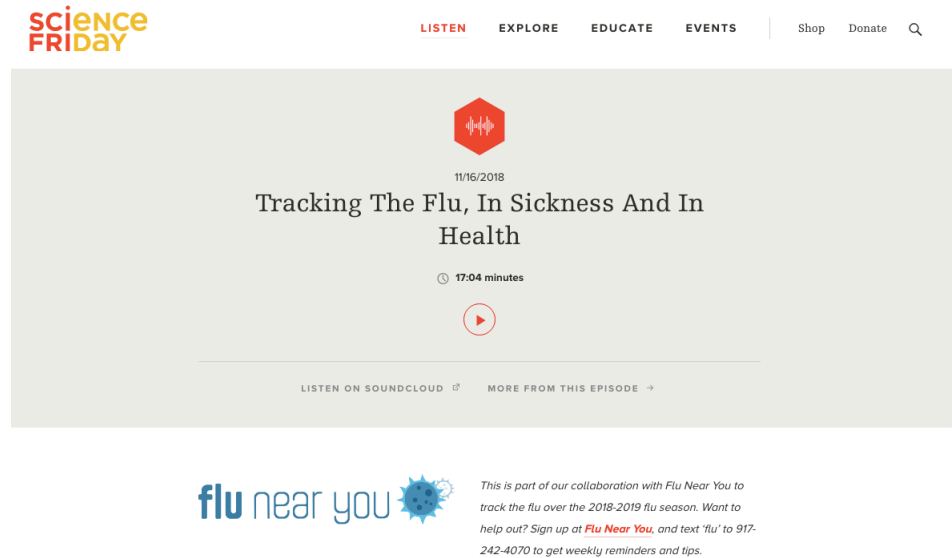 SCIENCE
FRIDAY
LISTEN EXPLORE EDUCATE EVENTS Shop Donate
11/16/2018
Tracking The Flu, In Sickness And In
Health
17:04 minutes
LISTEN ON SOUNDCLOUD MORE FROM THIS EPISODE
flu near you
This is part of our collaboration with Flu Near You to
track the flu over the 2018-2019 flu season. Want to
help out? Sign up at Flu Near You, and text ‘flu’ to 917-
242-4070 to get weekly reminders and tips.